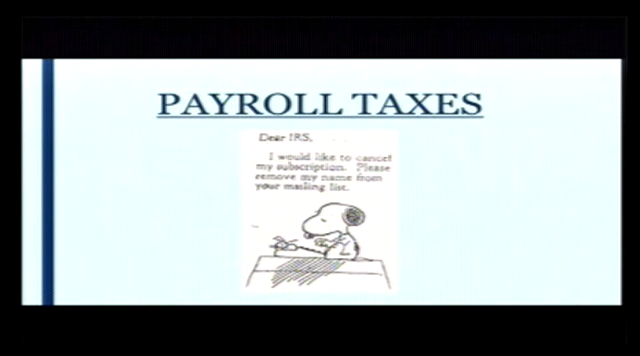 PAYROLL TAXES
Dear IRS,
I would like to cancel
my subscription. Please
remove my name from
your mailing list.